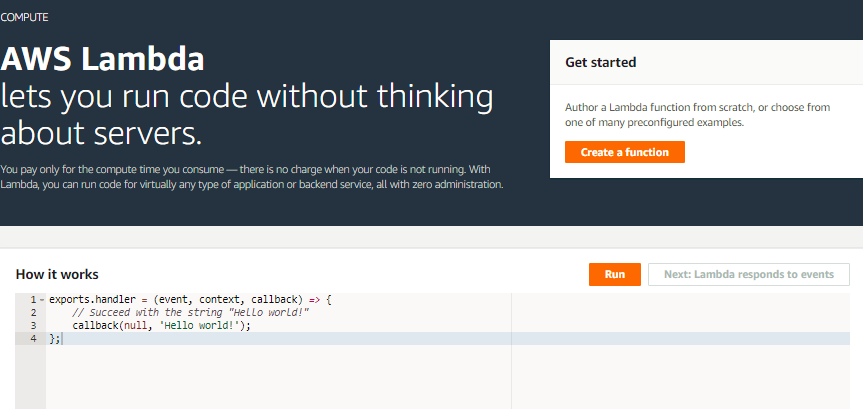 COMPUTE
AWS Lambda
lets you run code without thinking
about servers.
You pay only for the compute time you consume — there is no charge when your code is not running. With
Lambda, you can run code for virtually any type of application or backend service, all with zero administration.
Get started
Author a Lambda function from scratch, or choose from
one of many preconfigured examples.
Create a function
How it works
Run
Next: Lambda responds to events
1 exports.handler = (event, context, callback) => {
2 // Succeed with the string "Hello world!"
3 callback(null, 'Hello world!');
4 };